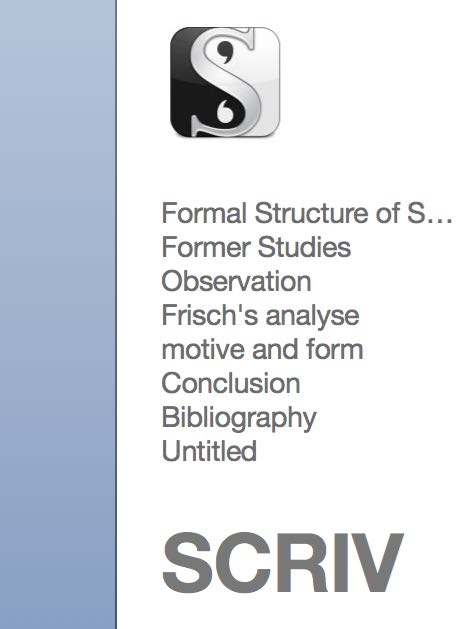 Formal Structure of S...
Former Studies
Observation
Frisch's analyse
motive and form
Conclusion
Bibliography
Untitled
SCRIV